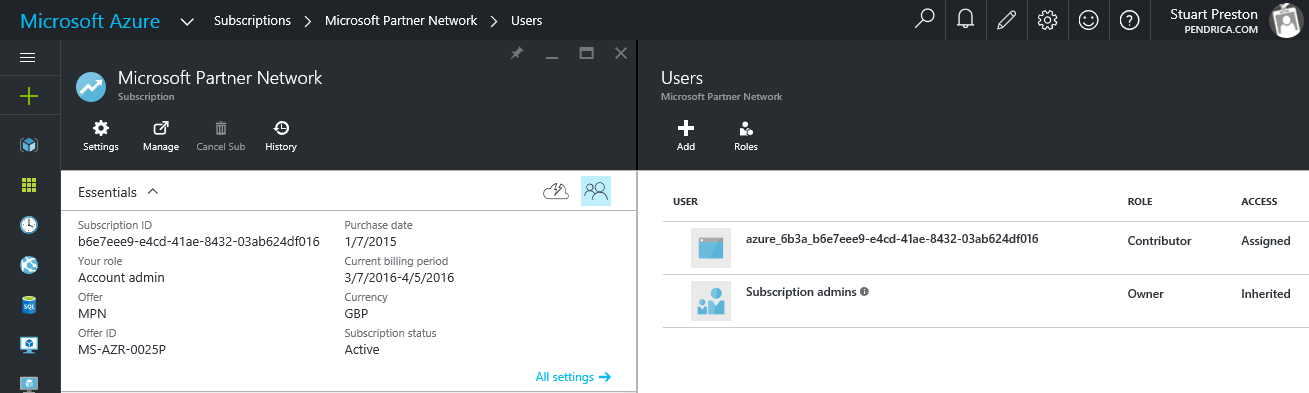 Microsoft Azure Subscriptions Microsoft Partner Network Users Stuart Preston
PENDRICA.COM
Microsoft Partner Network
Subscription
Settings Manage Cancel Sub History
Essentials
Subscription ID Purchase date
b6e7eee9-e4cd-41ae-8432-03ab624df016 1/7/2015
Your role Current billing period
Account admin 3/7/2016-4/5/2016
Offer Currency
MPN GBP
Offer ID Subscription status
MS-AZR-0025P Active
All settings
Users
Microsoft Partner Network
Add Roles
USER ROLE ACCESS
azure_6b3a_b6e7eee9-e4cd-41ae-8432-03ab624df016 Contributor Assigned
Subscription admins Owner Inherited
SQL